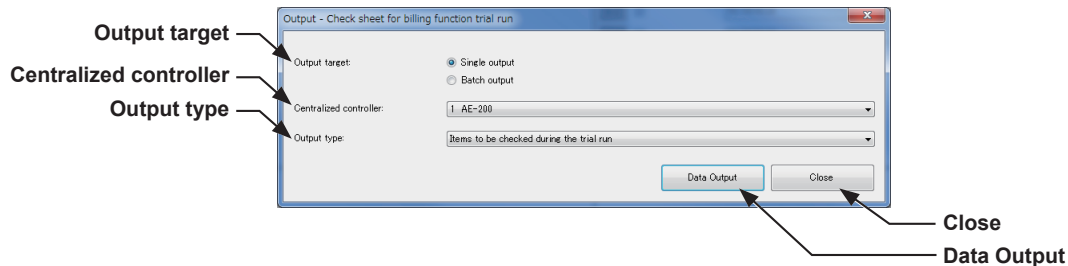 Output - Check sheet for billing function trial run
Output target
Output target:
Single output
Batch output
Centralized controller
Centralized controller:
1 AE-200
Output type
Output type:
Items to be checked during the trial run
Data Output
Close
Close
Data Output